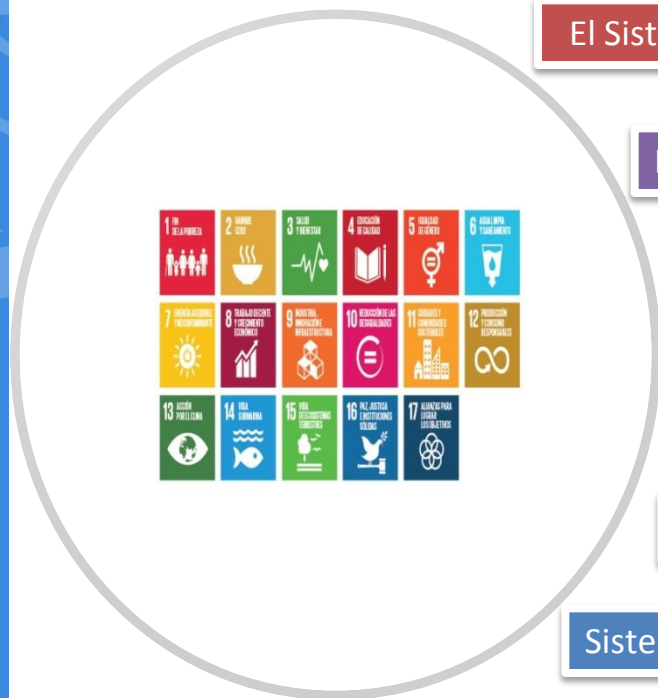 El Sist
1 FIN
DE LA POBREZA
2 HAMBRE
CERO
3 SALUD
Y BIENESTAR
4 EDUCACIÓN
DE CALIDAD
5 IGUALDAD
DE GÉNERO
6 AGUA LIMPIA
Y SANEAMIENTO
7 ENERGÍA ASEQUIBLE
Y NO CONTAMINANTE
8 TRABAJO DECENTE
Y CRECIMIENTO
ECONÓMICO
9 INDUSTRIA,
INNOVACIÓN E
INFRAESTRUCTURA
10 REDUCCIÓN DE LAS
DESIGUALDADES
11 CIUDADES Y
COMUNIDADES
SOSTENIBLES
12 PRODUCCIÓN
Y CONSUMO
RESPONSABLES
13 ACCIÓN
POR EL CLIMA
14 VIDA
SUBMARINA
15 VIDA
DE ECOSISTEMAS
TERRESTRES
16 PAZ, JUSTICIA
E INSTITUCIONES
SÓLIDAS
17 ALIANZAS PARA
LOGRAR
LOS OBJETIVOS
Siste